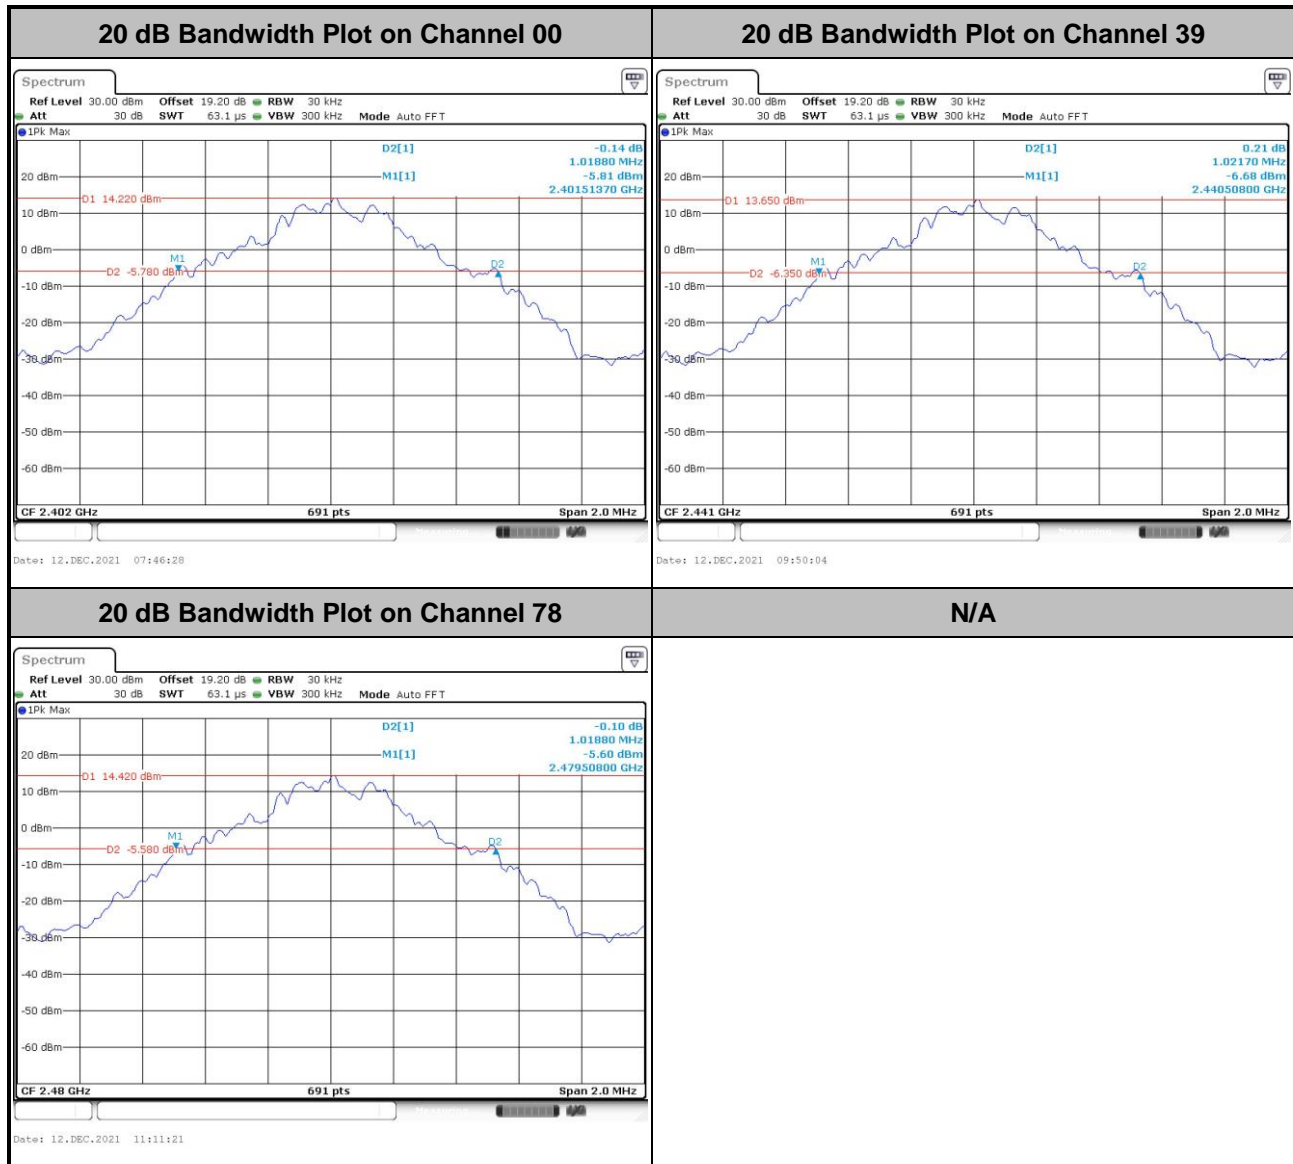 20 dB Bandwidth Plot on Channel 00
20 dB Bandwidth Plot on Channel 39
Spectrum
Ref Level 30.00 dBm Offset 19.20 dB RBW 30 kHz
Att 30 dB SWT 63.1 µs VBW 300 kHz Mode Auto FFT
1Pk Max
D2[1] -0.14 dB
1.01880 MHz
M1[1] -5.81 dBm
2.40151370 GHz
20 dBm
D1 14.220 dBm
10 dBm
0 dBm
M1
D2
D2 -5.780 dBm
-10 dBm
-20 dBm
-30 dBm
-40 dBm
-50 dBm
-60 dBm
CF 2.402 GHz 691 pts Span 2.0 MHz
Date: 12.DEC.2021 07:46:28
Spectrum
Ref Level 30.00 dBm Offset 19.20 dB RBW 30 kHz
Att 30 dB SWT 63.1 µs VBW 300 kHz Mode Auto FFT
1Pk Max
D2[1] 0.21 dB
1.02170 MHz
M1[1] -6.68 dBm
2.44050800 GHz
20 dBm
D1 13.650 dBm
10 dBm
0 dBm
M1
D2
D2 -6.350 dBm
-10 dBm
-20 dBm
-30 dBm
-40 dBm
-50 dBm
-60 dBm
CF 2.441 GHz 691 pts Span 2.0 MHz
Date: 12.DEC.2021 09:50:04
20 dB Bandwidth Plot on Channel 78
N/A
Spectrum
Ref Level 30.00 dBm Offset 19.20 dB RBW 30 kHz
Att 30 dB SWT 63.1 µs VBW 300 kHz Mode Auto FFT
1Pk Max
D2[1] -0.10 dB
1.01880 MHz
M1[1] -5.60 dBm
2.47950800 GHz
20 dBm
D1 14.420 dBm
10 dBm
0 dBm
M1
D2
D2 -5.580 dBm
-10 dBm
-20 dBm
-30 dBm
-40 dBm
-50 dBm
-60 dBm
CF 2.48 GHz 691 pts Span 2.0 MHz
Date: 12.DEC.2021 11:11:21